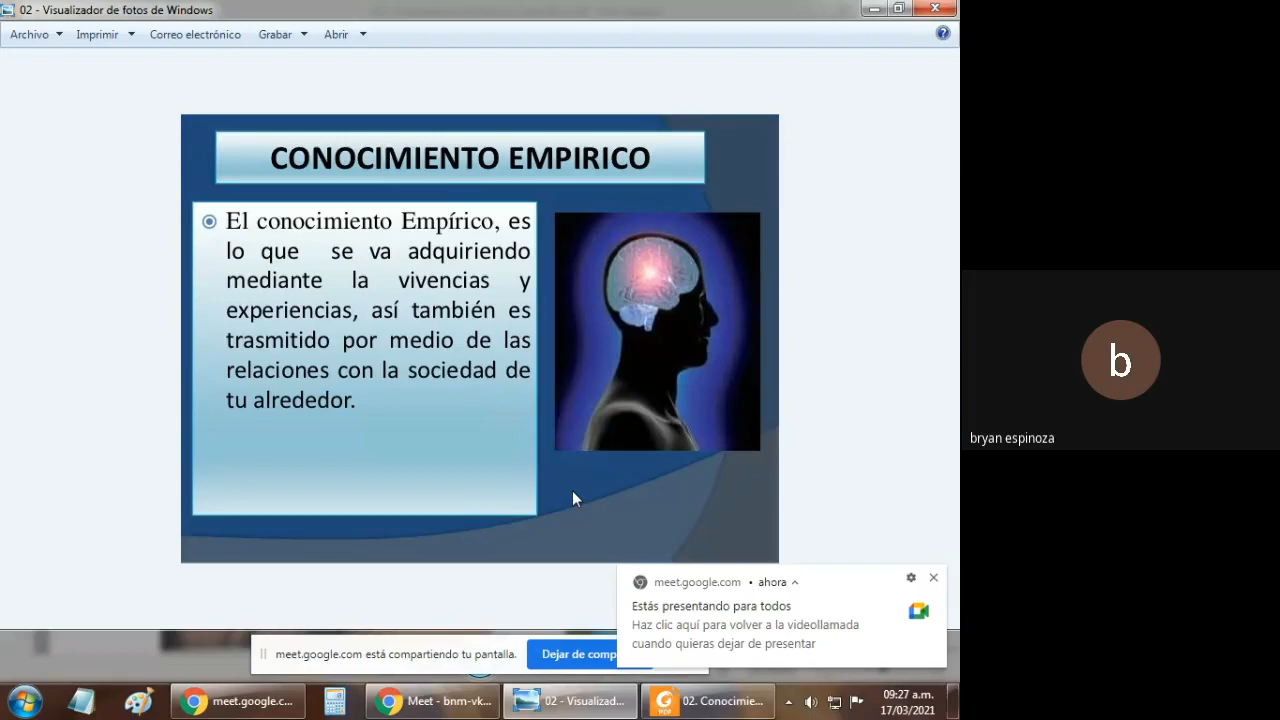 02 - Visualizador de fotos de Windows
Archivo Imprimir Correo electrónico Grabar Abrir
CONOCIMIENTO EMPIRICO
El conocimiento Empírico, es
lo que se va adquiriendo
mediante la vivencias y
experiencias, así también es
trasmitido por medio de las
relaciones con la sociedad de
tu alrededor.
b
bryan espinoza
meet.google.com • ahora
Estás presentando para todos
Haz clic aquí para volver a la videollamada
cuando quieras dejar de presentar
meet.google.com está compartiendo tu pantalla.
Dejar de comp
meet.google.c...
Meet - bnm-vk...
02 - Visualizad...
02. Conocimie...
09:27 a.m.
17/03/2021